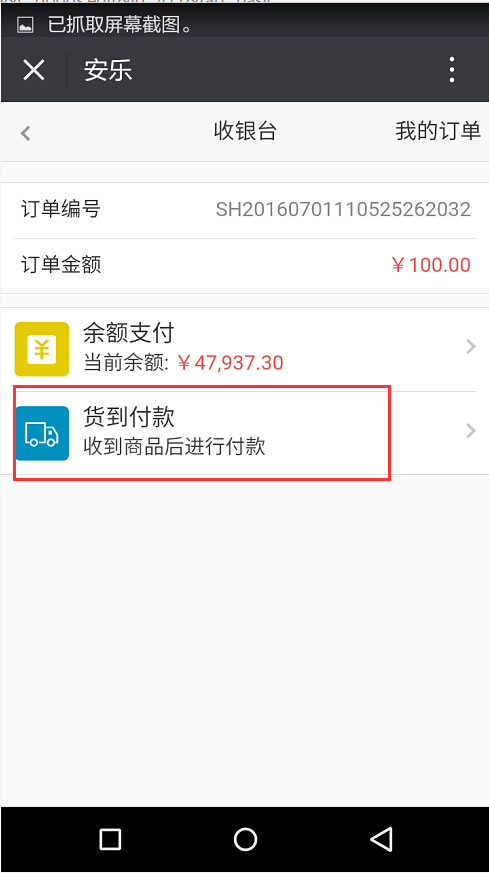 已抓取屏幕截图。
安乐
收银台 我的订单
订单编号 SH20160701110525262032
订单金额 ￥100.00
余额支付
当前余额: ￥47,937.30
货到付款
收到商品后进行付款